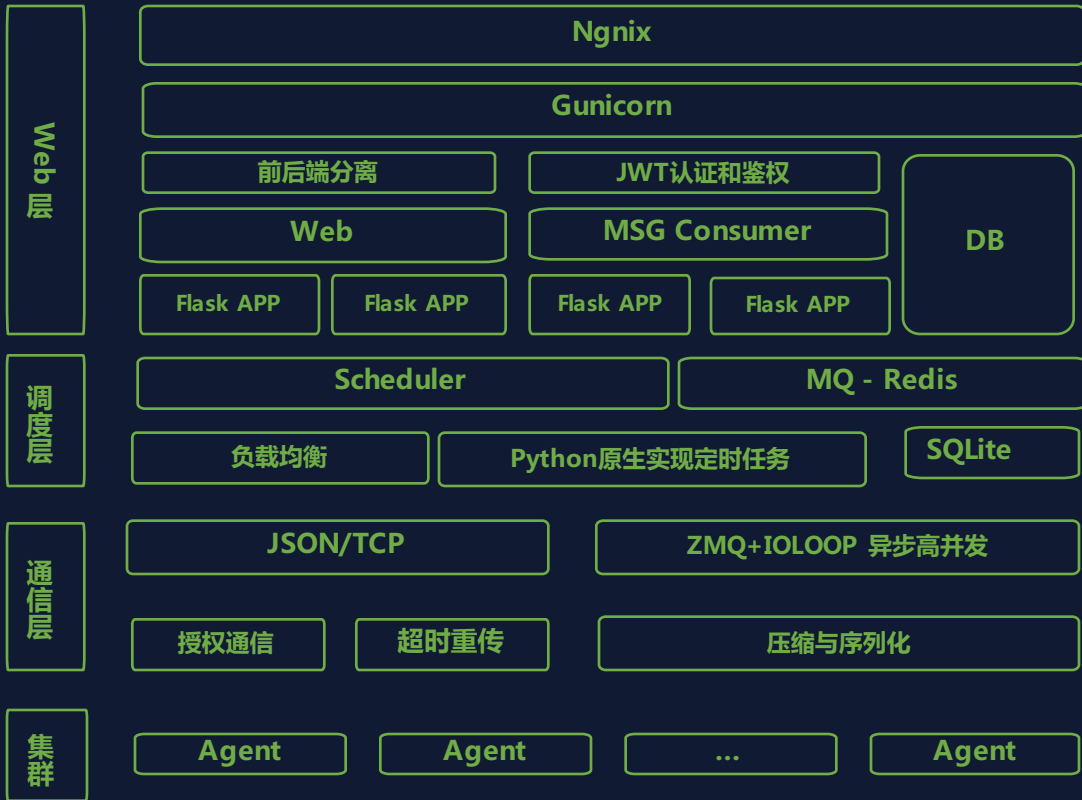 Web 层
Ngnix
Gunicorn
前后端分离
JWT认证和鉴权
Web
MSG Consumer
DB
Flask APP
Flask APP
Flask APP
Flask APP
调度层
Scheduler
MQ - Redis
负载均衡
Python原生实现定时任务
SQLite
通信层
JSON/TCP
ZMQ+IOLOOP 异步高并发
授权通信
超时重传
压缩与序列化
集群
Agent
Agent
...
Agent